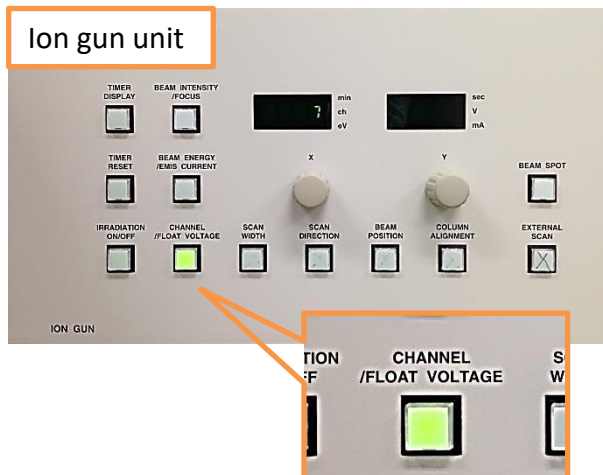 Ion gun unit
TIMER
DISPLAY
BEAM INTENSITY
/FOCUS
7
min
ch
eV
sec
V
mA
TIMER
RESET
BEAM ENERGY
/EMIS CURRENT
X
Y
BEAM SPOT
IRRADIATION
ON/OFF
CHANNEL
/FLOAT VOLTAGE
SCAN
WIDTH
SCAN
DIRECTION
BEAM
POSITION
COLUMN
ALIGNMENT
EXTERNAL
SCAN
ION GUN
TION
FF
CHANNEL
/FLOAT VOLTAGE
S
W